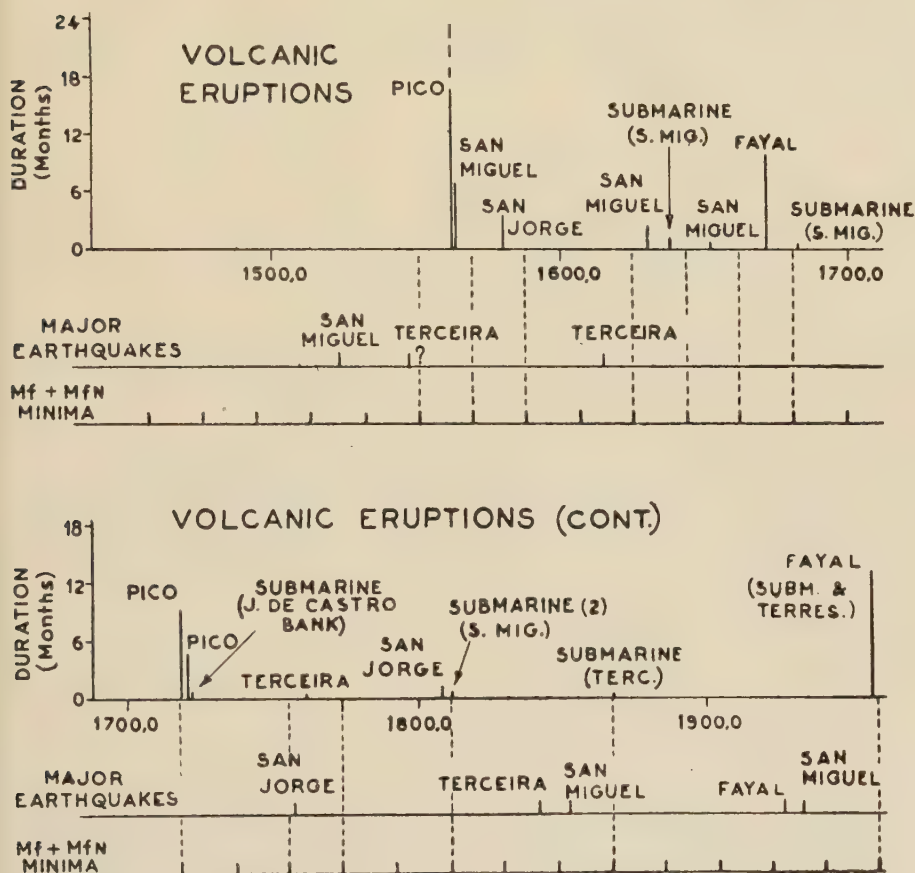 24
18
12
6
0
DURATION
(Months)
VOLCANIC
ERUPTIONS
PICO
SAN
MIGUEL
SAN
JORGE
SAN
MIGUEL
SUBMARINE
(S. MIG.)
SAN
MIGUEL
FAYAL
SUBMARINE
(S. MIG.)
1500,0
1600,0
1700,0
MAJOR
EARTHQUAKES
SAN
MIGUEL
TERCEIRA
?
TERCEIRA
Mf + MfN
MINIMA
VOLCANIC ERUPTIONS (CONT.)
18
12
6
0
DURATION
(Months)
PICO
PICO
SUBMARINE
(J. DE CASTRO
BANK)
TERCEIRA
SAN
JORGE
SUBMARINE (2)
(S. MIG.)
SUBMARINE
(TERC.)
FAYAL
(SUBM. &
TERRES.)
1700,0
1800,0
1900,0
MAJOR
EARTHQUAKES
SAN
JORGE
TERCEIRA
SAN
MIGUEL
FAYAL
SAN
MIGUEL
Mf + MfN
MINIMA